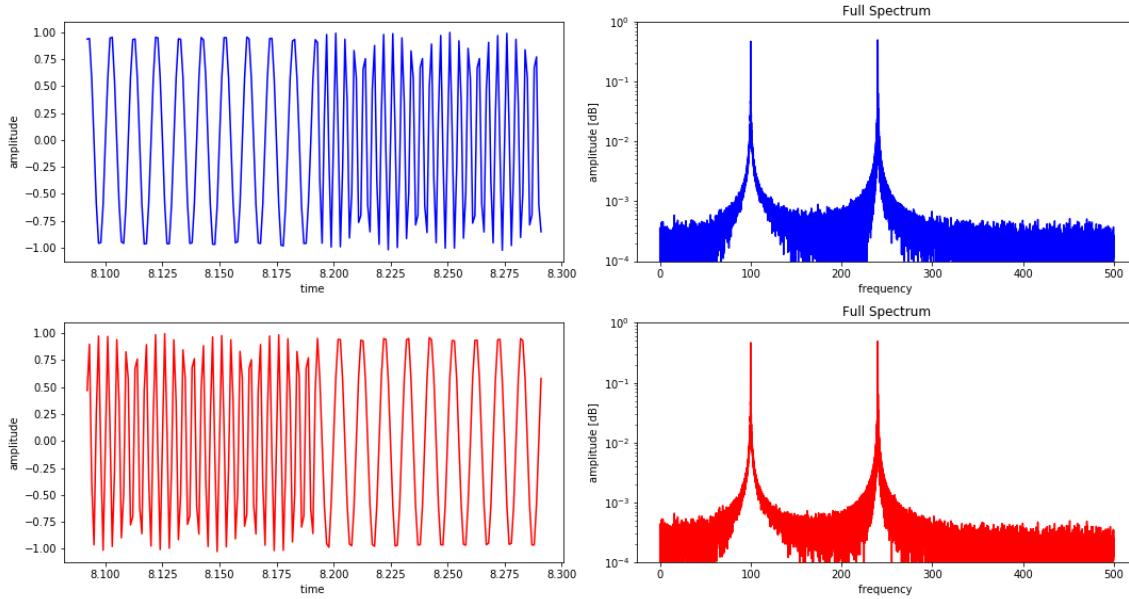 1.00
0.75
0.50
0.25
0.00
−0.25
−0.50
−0.75
−1.00
amplitude
8.100 8.125 8.150 8.175 8.200 8.225 8.250 8.275 8.300
time
Full Spectrum
10⁰
10⁻¹
10⁻²
10⁻³
10⁻⁴
amplitude [dB]
0 100 200 300 400 500
frequency
1.00
0.75
0.50
0.25
0.00
−0.25
−0.50
−0.75
−1.00
amplitude
8.100 8.125 8.150 8.175 8.200 8.225 8.250 8.275 8.300
time
Full Spectrum
10⁰
10⁻¹
10⁻²
10⁻³
10⁻⁴
amplitude [dB]
0 100 200 300 400 500
frequency